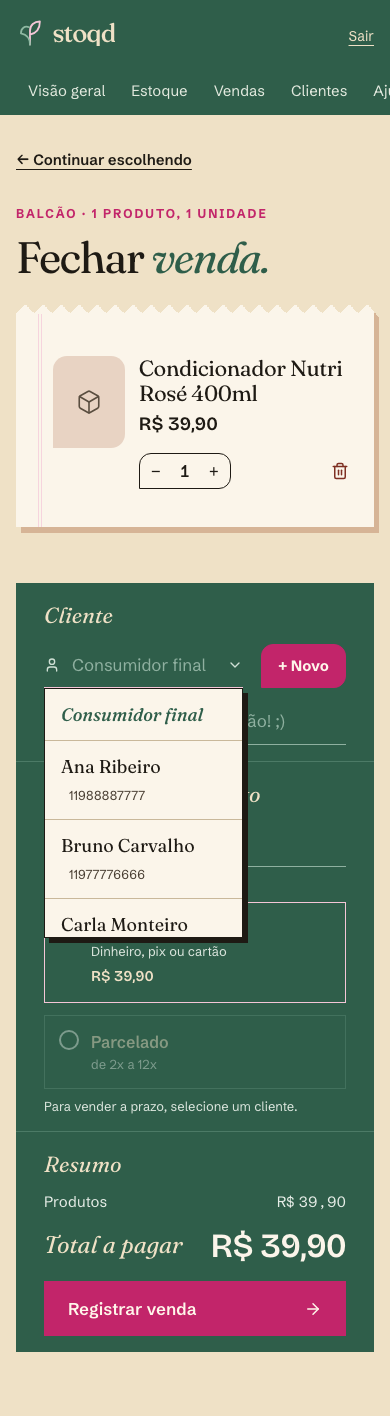 stoqd
Sair
Visão geral Estoque Vendas Clientes
← Continuar escolhendo
BALCÃO · 1 PRODUTO, 1 UNIDADE
Fechar venda.
Condicionador Nutri
Rosé 400ml
R$ 39,90
− 1 +
Cliente
Consumidor final
+ Novo
Consumidor final
ão! ;)
Ana Ribeiro
11988887777
Bruno Carvalho
11977776666
Carla Monteiro
Dinheiro, pix ou cartão
R$ 39,90
Parcelado
de 2x a 12x
Para vender a prazo, selecione um cliente.
Resumo
Produtos R$ 39,90
Total a pagar R$ 39,90
Registrar venda →